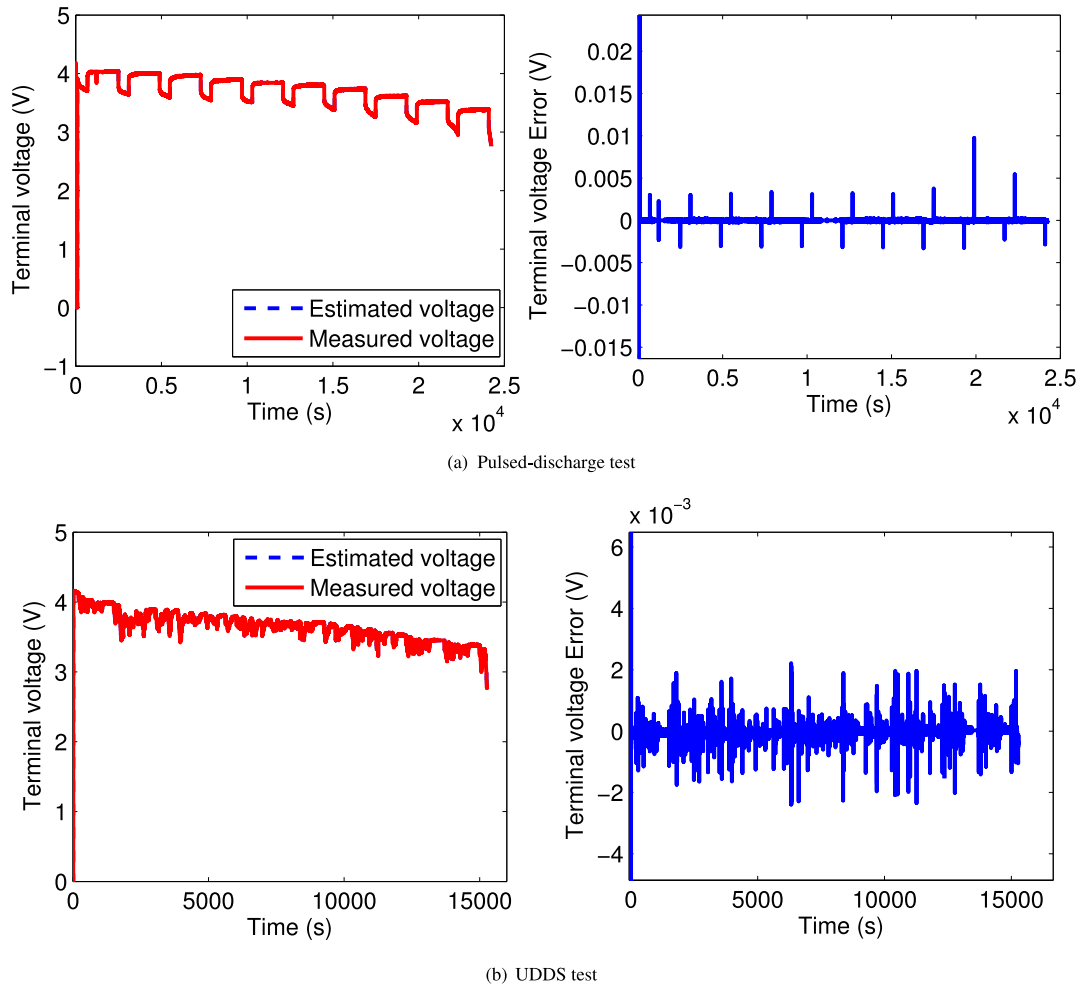 Terminal voltage (V)
5
4
3
2
1
0
−1
0
0.5
1
1.5
2
2.5
Time (s)
x 10^4
Estimated voltage
Measured voltage
Terminal voltage Error (V)
0.02
0.015
0.01
0.005
0
−0.005
−0.01
−0.015
0
0.5
1
1.5
2
2.5
Time (s)
x 10^4
(a) Pulsed-discharge test
Terminal voltage (V)
5
4
3
2
1
0
0
5000
10000
15000
Time (s)
Estimated voltage
Measured voltage
x 10^−3
Terminal voltage Error (V)
6
4
2
0
−2
−4
0
5000
10000
15000
Time (s)
(b) UDDS test